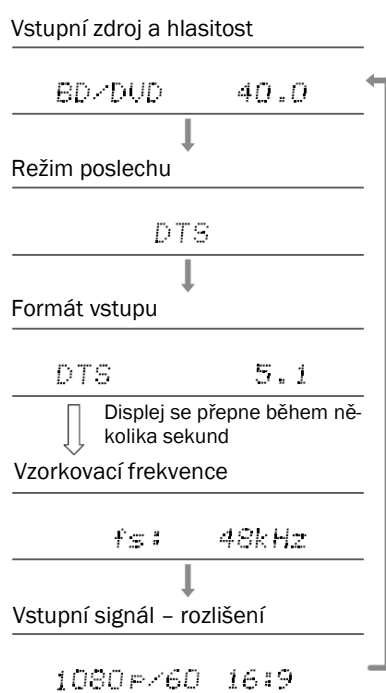 Vstupní zdroj a hlasitost
BD/DVD 40.0
Režim poslechu
DTS
Formát vstupu
DTS 5.1
Displej se přepne během ně-
kolika sekund
Vzorkovací frekvence
fs: 48kHz
Vstupní signál – rozlišení
1080p/60 16:9